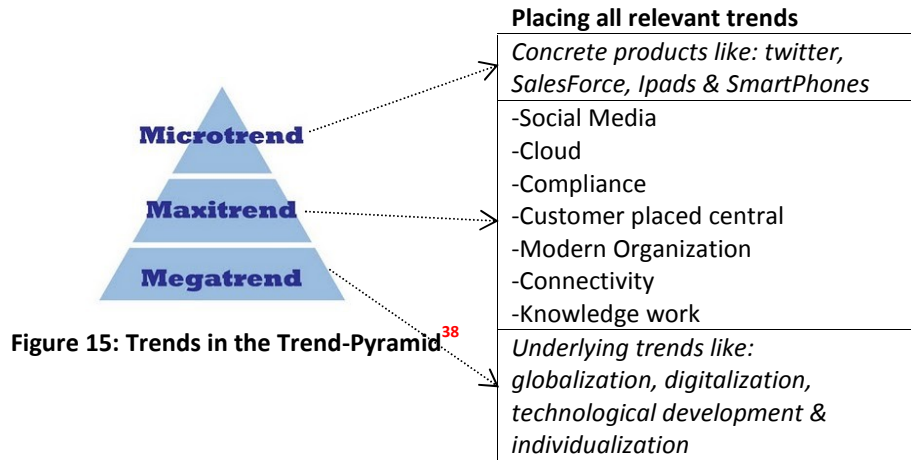 Placing all relevant trends
Concrete products like: twitter,
SalesForce, Ipads & SmartPhones
Microtrend
Maxitrend
Megatrend
-Social Media
-Cloud
-Compliance
-Customer placed central
-Modern Organization
-Connectivity
-Knowledge work
Figure 15: Trends in the Trend-Pyramid38
Underlying trends like:
globalization, digitalization,
technological development &
individualization